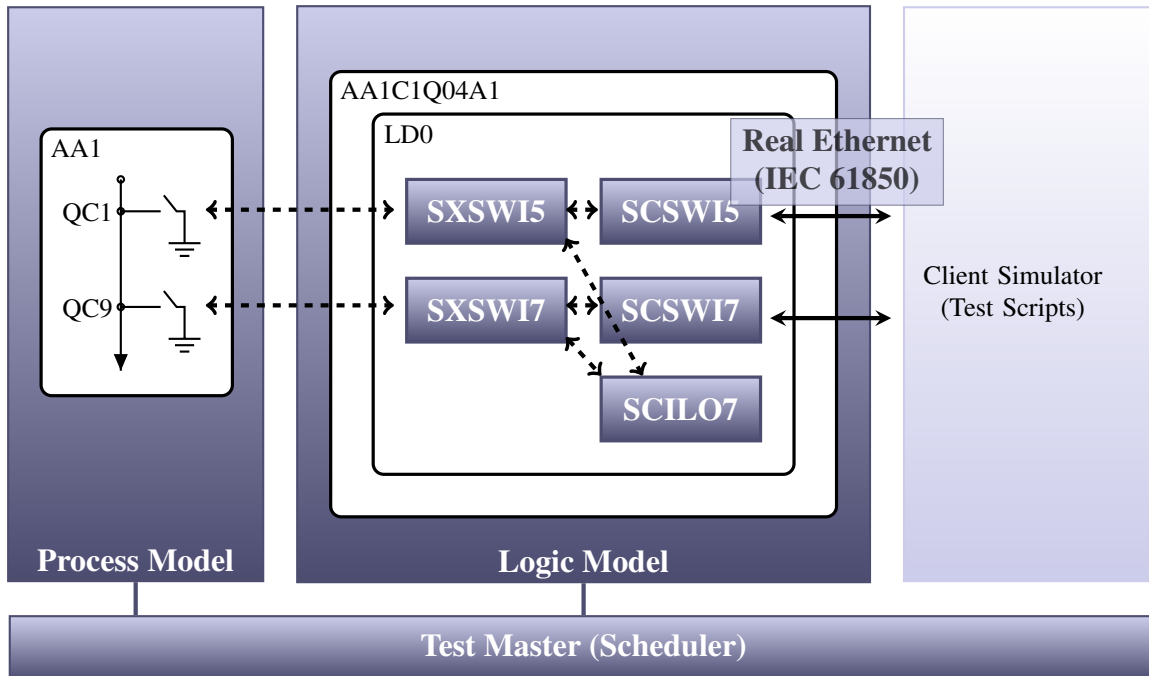 AA1
QC1
QC9
Process Model
AA1C1Q04A1
LD0
Real Ethernet
(IEC 61850)
SXSWI5
SCSWI5
SXSWI7
SCSWI7
SCILO7
Logic Model
Client Simulator
(Test Scripts)
Test Master (Scheduler)